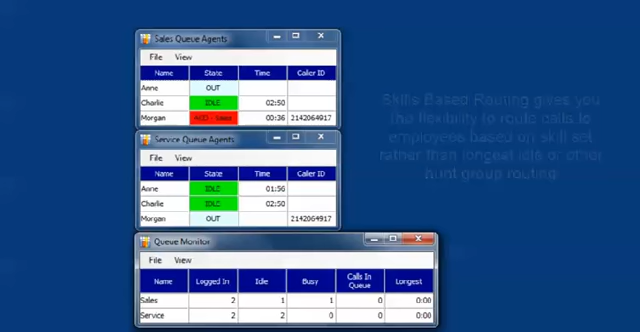 Sales Queue Agents
File View
Name State Time Caller ID
Anne OUT
Charlie IDLE 02:50
Morgan ACD - Sales 00:36 2142064917
Service Queue Agents
File View
Name State Time Caller ID
Anne IDLE 01:56
Charlie IDLE 02:50
Morgan OUT 2142064917
Queue Monitor
File View
Name Logged In Idle Busy Calls In Queue Longest
Sales 2 1 1 0 0:00
Service 2 2 0 0 0:00
Skills Based Routing gives you
the flexibility to route calls to
employees based on skill set
rather than longest idle or other
hunt group routing